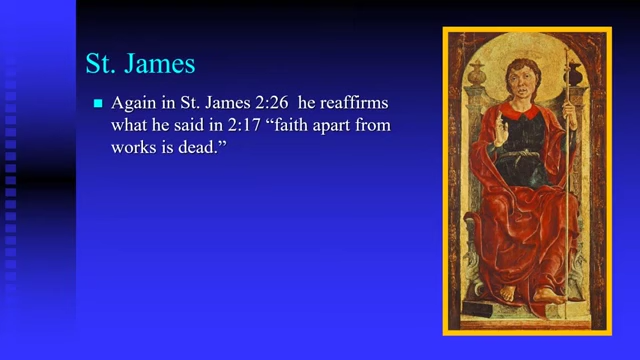 St. James
Again in St. James 2:26  he reaffirms
what he said in 2:17 “faith apart from
works is dead.”